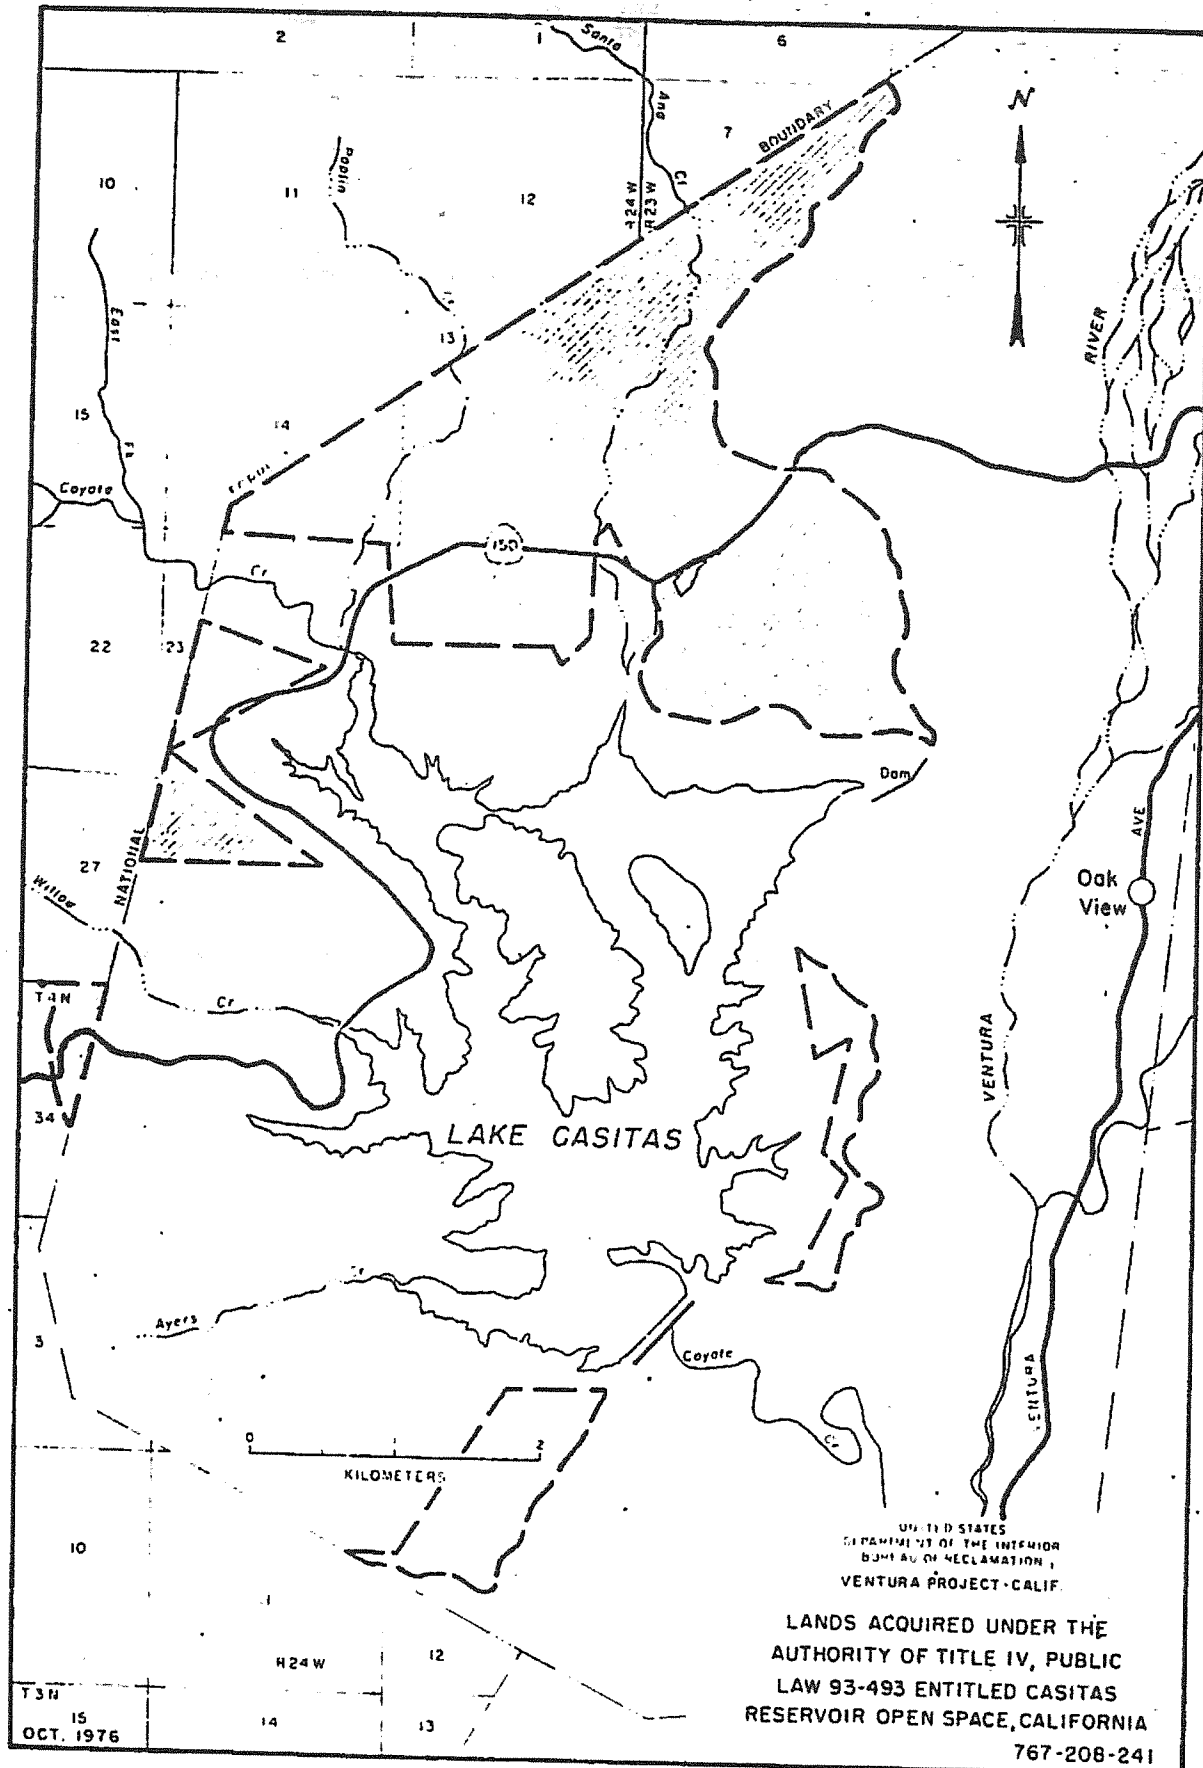 2
1
6
Santa
Ana
Cr
7
BOUNDARY
N
10
11
12
Poplin
R24W
R23W
East
Fk
13
RIVER
15
14
Coyote
Cr
150
22
23
Dam
NATIONAL
27
Willow
Cr
AVE
Oak
View
T4N
34
VENTURA
LAKE CASITAS
Cr
Ayers
3
Coyote
Cr
VENTURA
0
2
KILOMETERS
10
UNITED STATES
DEPARTMENT OF THE INTERIOR
BUREAU OF RECLAMATION
VENTURA PROJECT-CALIF.
LANDS ACQUIRED UNDER THE
AUTHORITY OF TITLE IV, PUBLIC
LAW 93-493 ENTITLED CASITAS
RESERVOIR OPEN SPACE, CALIFORNIA
767-208-241
R24W
12
T3N
15
14
13
OCT. 1976